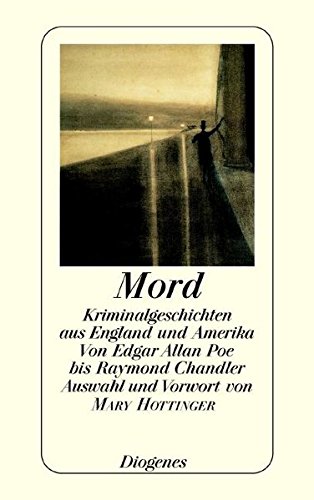 Mord
Kriminalgeschichten
aus England und Amerika
Von Edgar Allan Poe
bis Raymond Chandler
Auswahl und Vorwort von
MARY HOTTINGER
Diogenes